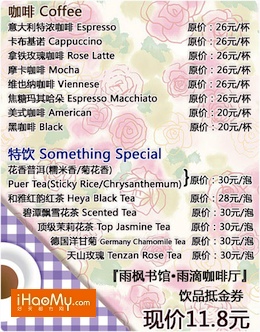 咖啡 Coffee
意大利特浓咖啡 Espresso 原价：26元/杯
卡布基诺 Cappuccino 原价：26元/杯
拿铁玫瑰咖啡 Rose Latte 原价：26元/杯
摩卡咖啡 Mocha 原价：26元/杯
维也纳咖啡 Viennese 原价：26元/杯
焦糖玛其哈朵 Espresso Macchiato 原价：26元/杯
美式咖啡 American 原价：20元/杯
黑咖啡 Black 原价：20元/杯
特饮 Something Special
花香普洱(糯米香/菊花香)
Puer Tea(Sticky Rice/Chrysanthemum) 原价：30元/泡
和雅红韵红茶 Heya Black Tea 原价：28元/泡
碧潭飘雪花茶 Scented Tea 原价：30元/泡
顶级茉莉花茶 Top Jasmine Tea 原价：30元/泡
德国洋甘菊 Germany Chamomile Tea 原价：30元/泡
天山玫瑰 Tenzan Rose Tea 原价：30元/泡
『雨枫书馆·雨滴咖啡厅』
饮品抵金券
iHaoMy.com
现价11.8元